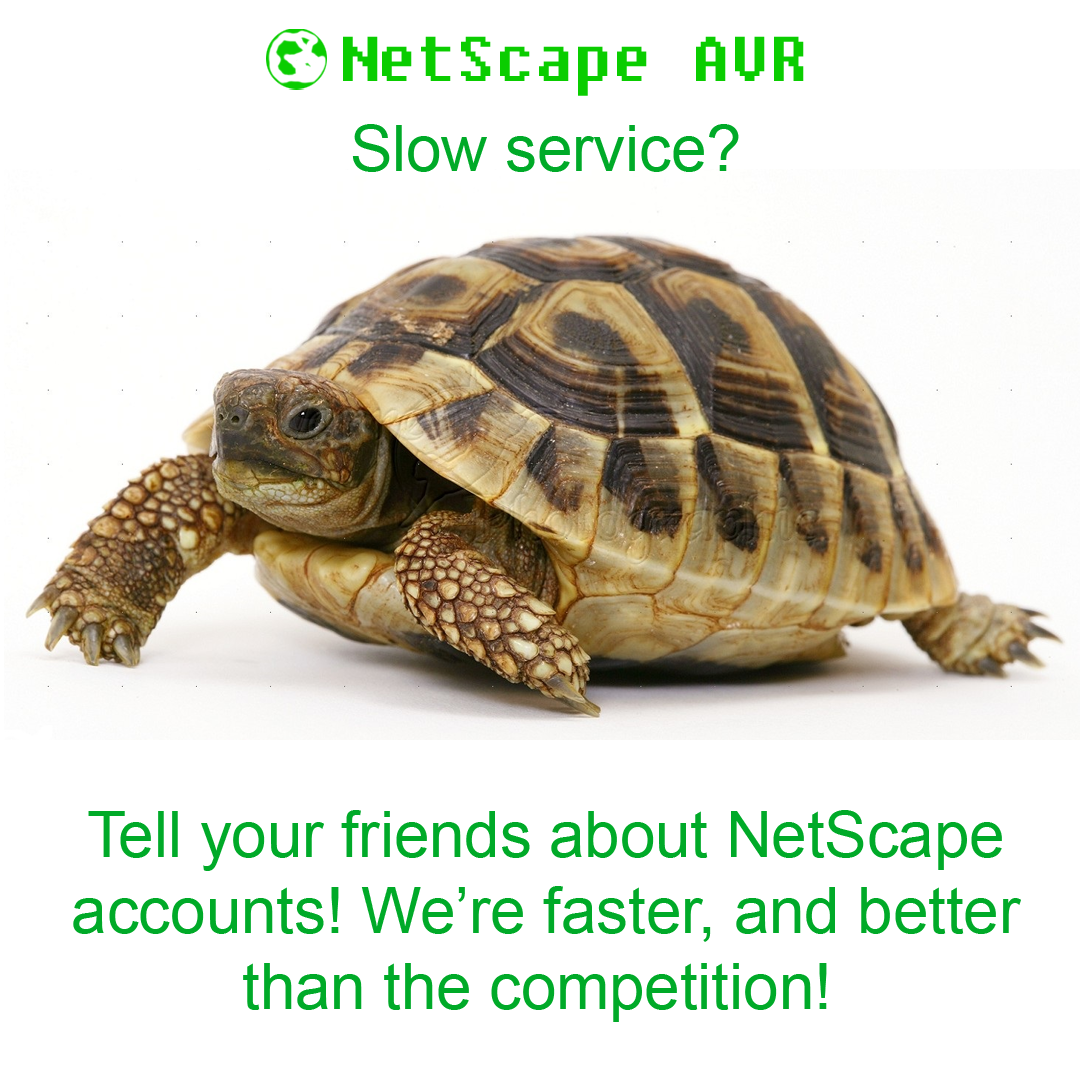 NetScape AVR
Slow service?
Tell your friends about NetScape
accounts! We’re faster, and better
than the competition!